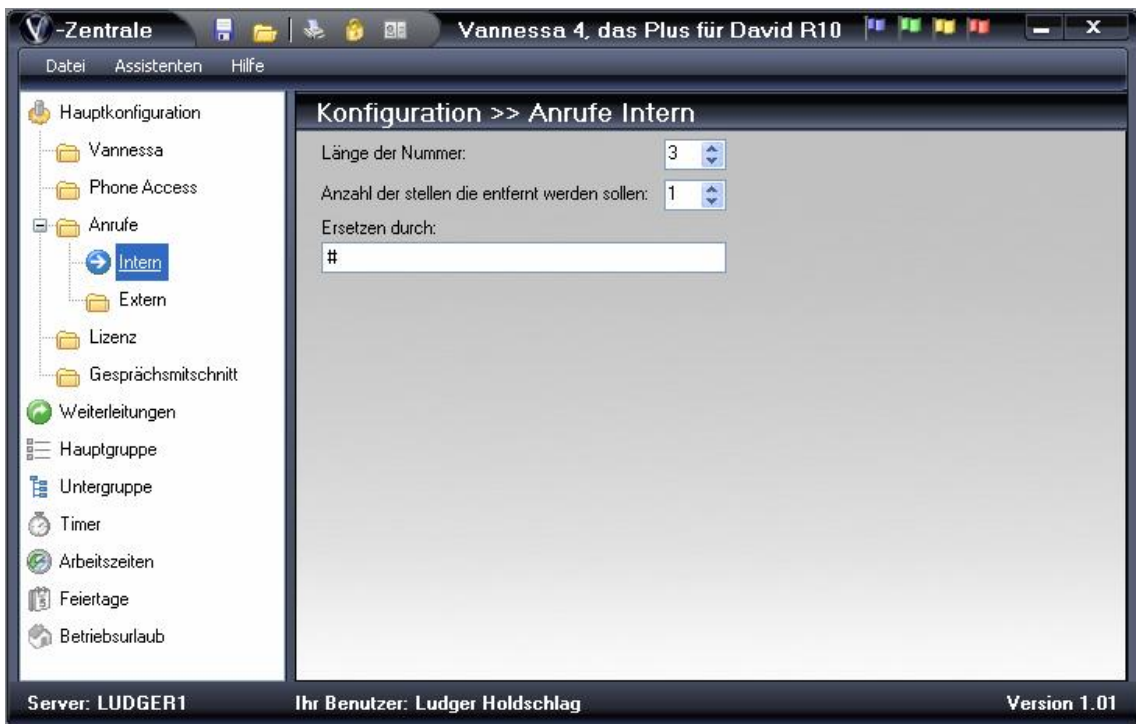 V-Zentrale
Vannessa 4, das Plus für David R10
X
Datei Assistenten Hilfe
Hauptkonfiguration
Vannessa
Phone Access
Anrufe
Intern
Extern
Lizenz
Gesprächsmitschnitt
Weiterleitungen
Hauptgruppe
Untergruppe
Timer
Arbeitszeiten
Feiertage
Betriebsurlaub
Konfiguration >> Anrufe Intern
Länge der Nummer: 3
Anzahl der stellen die entfernt werden sollen: 1
Ersetzen durch:
#
Server: LUDGER1 Ihr Benutzer: Ludger Holdschlag Version 1.01